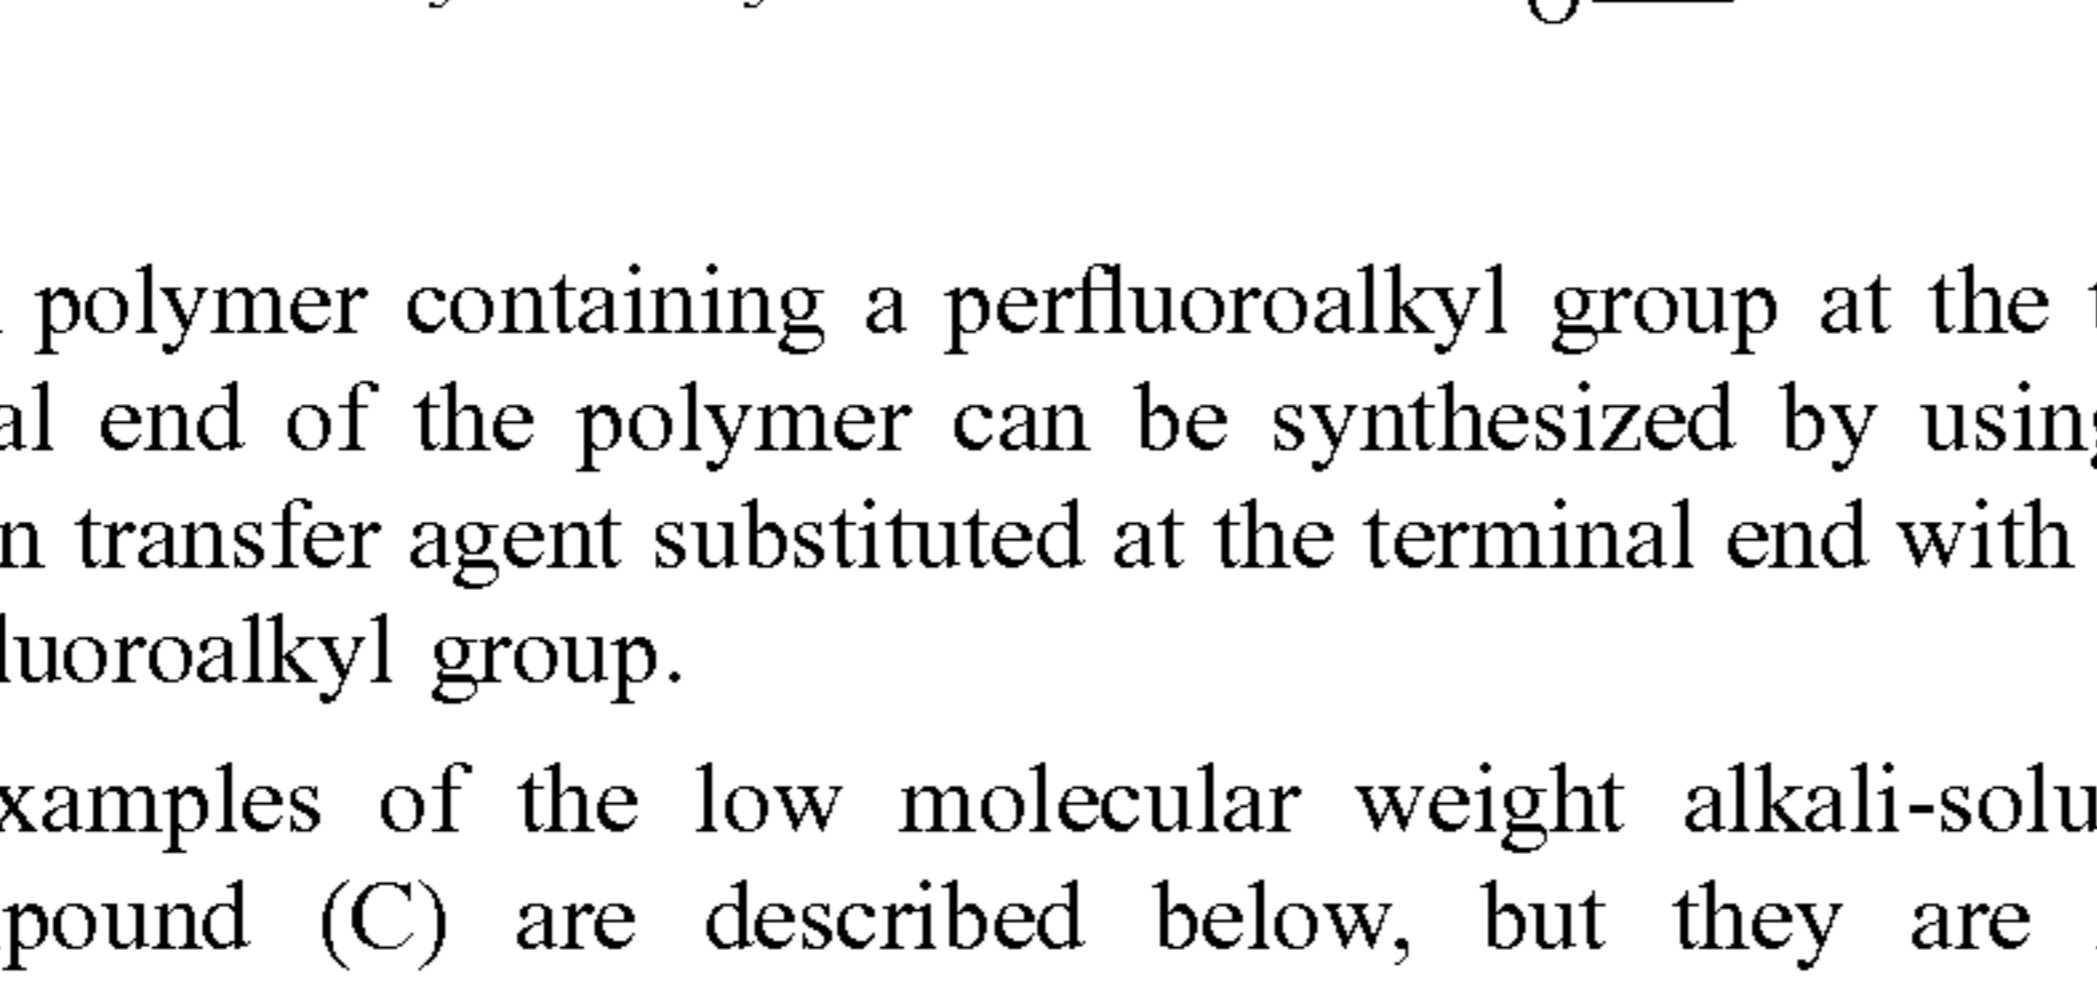 polymer containing a perfluoroalkyl group at the
al end of the polymer can be synthesized by using
n transfer agent substituted at the terminal end with
luoroalkyl group.
xamples of the low molecular weight alkali-solu
pound (C) are described below, but they are